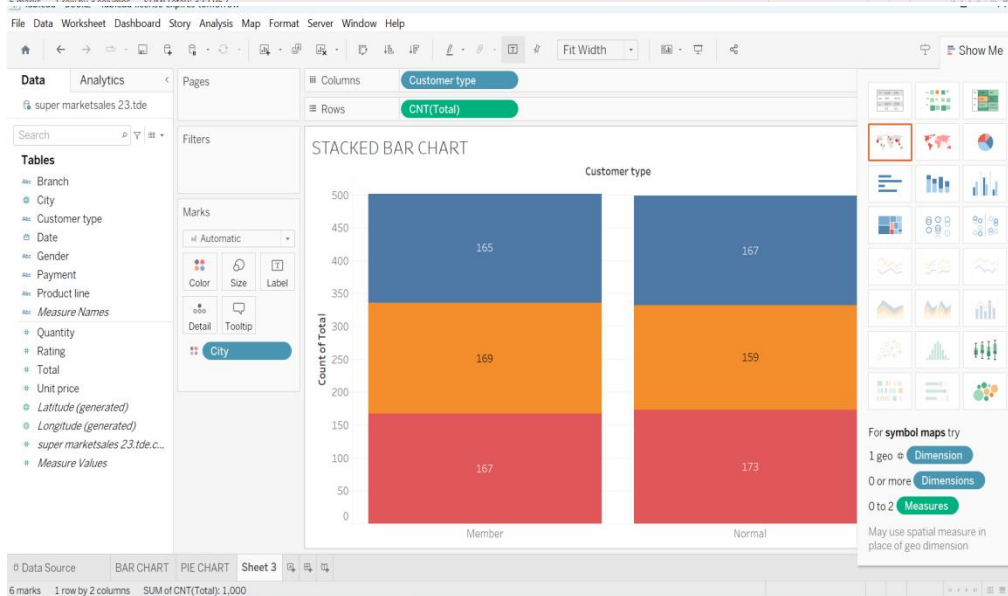 File Data Worksheet Dashboard Story Analysis Map Format Server Window Help
Fit Width
Show Me
Data Analytics
super marketsales 23.tde
Search
Tables
Abc Branch
City
Abc Customer type
Date
Abc Gender
Abc Payment
Abc Product line
Abc Measure Names
# Quantity
# Rating
# Total
# Unit price
Latitude (generated)
Longitude (generated)
# super marketsales 23.tde.c...
# Measure Values
Pages
Filters
Marks
Automatic
Color Size Label
Detail Tooltip
City
Columns Customer type
Rows CNT(Total)
STACKED BAR CHART
Customer type
Count of Total
500
450
400
350
300
250
200
150
100
50
0
165 167
169 159
167 173
Member Normal
For symbol maps try
1 geo Dimension
0 or more Dimensions
0 to 2 Measures
May use spatial measure in
place of geo dimension
Data Source BAR CHART PIE CHART Sheet 3
6 marks 1 row by 2 columns SUM of CNT(Total): 1,000